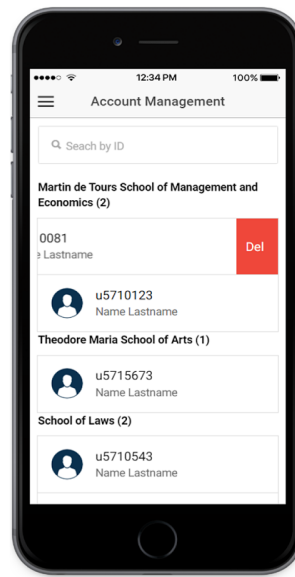 12:34 PM
100%
Account Management
Seach by ID
Martin de Tours School of Management and
Economics (2)
0081
Del
e Lastname
u5710123
Name Lastname
Theodore Maria School of Arts (1)
u5715673
Name Lastname
School of Laws (2)
u5710543
Name Lastname